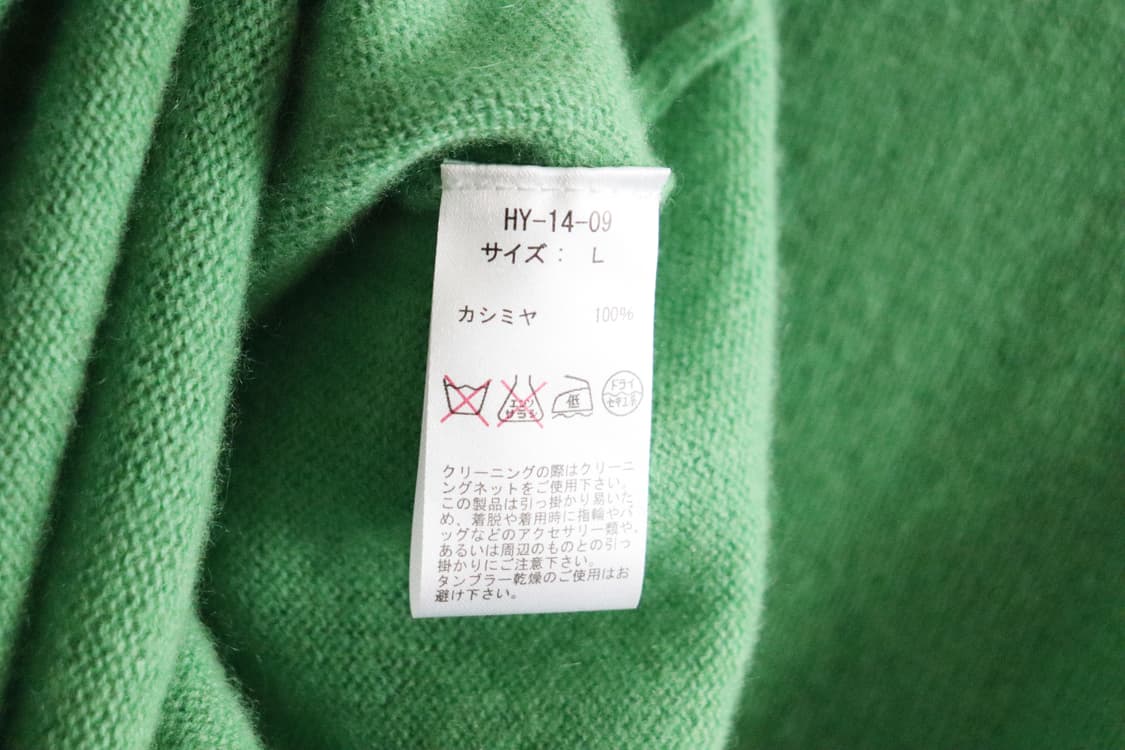 HY-14-09
サイズ： L
カシミヤ 100%
エンソ
サラシ
低
ドライ
セキユ系
クリーニングの際はクリーニ
ングネットをご使用下さい。
この製品は引っ掛かり易いた
め、着脱や着用時に指輪やバ
ッグなどのアクセサリー類や、
あるいは周辺のものとの引っ
掛かりにご注意下さい。
タンブラー乾燥のご使用はお
避け下さい。